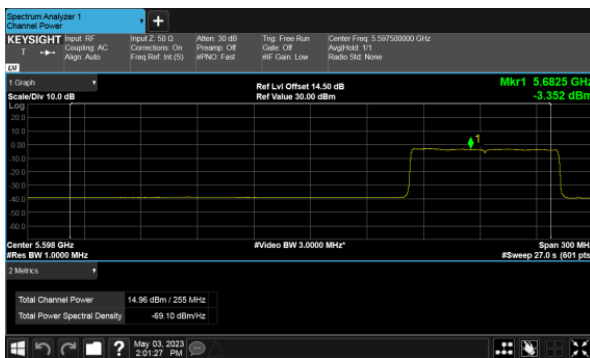 Spectrum Analyzer 1
Channel Power
+
KEYSIGHT
Input: RF
Coupling: AC
Align: Auto
Input Z: 50 Ω
Corrections: On
Freq Ref: Int (S)
Atten: 30 dB
Preamp: Off
#PNO: Fast
Trig: Free Run
Gate: Off
#IF Gain: Low
Center Freq: 5.597500000 GHz
Avg|Hold: 1/1
Radio Std: None
T
LXI
1 Graph
Scale/Div 10.0 dB
Ref Lvl Offset 14.50 dB
Ref Value 30.00 dBm
Mkr1 5.6825 GHz
-3.352 dBm
Log
20.0
10.0
0.00
-10.0
-20.0
-30.0
-40.0
-50.0
-60.0
1
Center 5.598 GHz
#Res BW 1.0000 MHz
#Video BW 3.0000 MHz*
Span 300 MHz
#Sweep 27.0 s (601 pts)
2 Metrics
Total Channel Power 14.96 dBm / 255 MHz
Total Power Spectral Density -69.10 dBm/Hz
?
May 03, 2023
2:01:27 PM